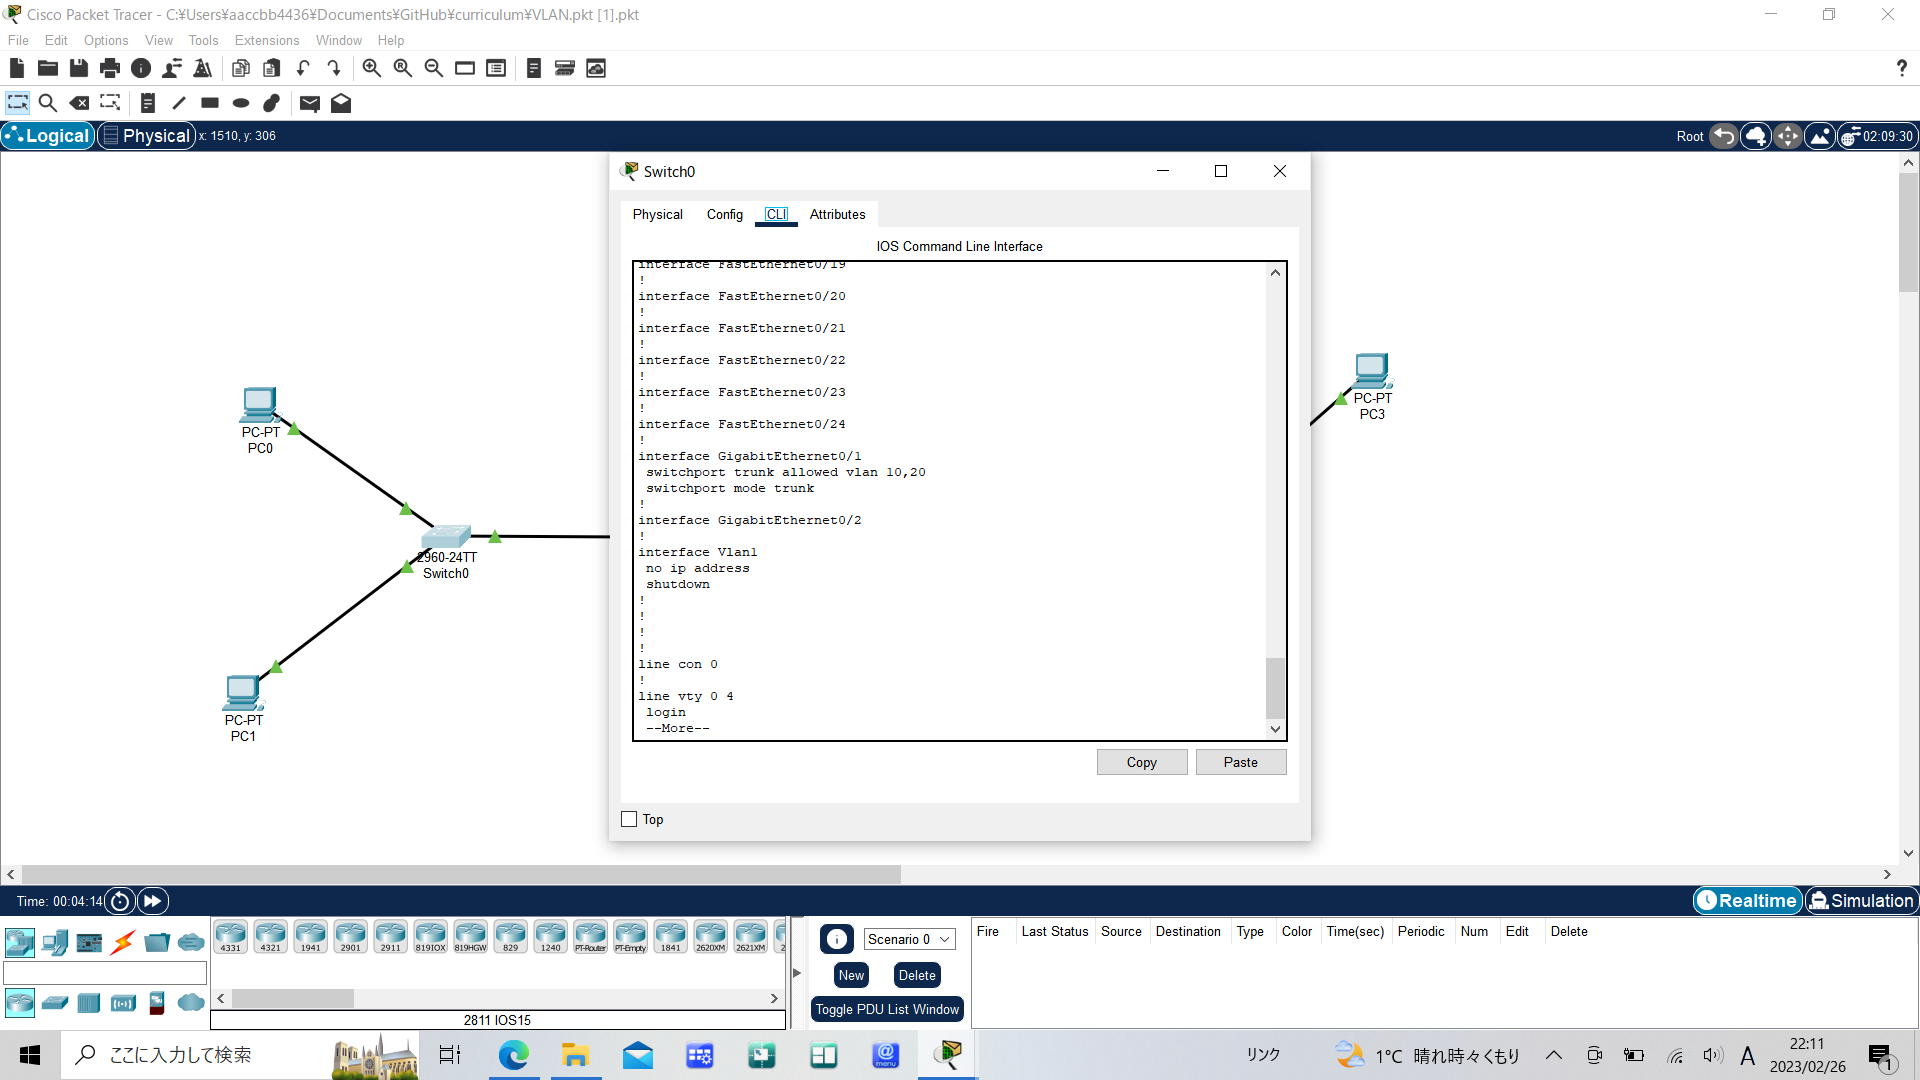 Cisco Packet Tracer - C:¥Users¥aaccbb4436¥Documents¥GitHub¥curriculum¥VLAN.pkt [1].pkt
File Edit Options View Tools Extensions Window Help
?
Logical Physical x: 1510, y: 306
Root 02:09:30
Switch0
Physical Config CLI Attributes
IOS Command Line Interface
interface FastEthernet0/19
!
interface FastEthernet0/20
!
interface FastEthernet0/21
!
interface FastEthernet0/22
!
interface FastEthernet0/23
!
interface FastEthernet0/24
!
interface GigabitEthernet0/1
switchport trunk allowed vlan 10,20
switchport mode trunk
!
interface GigabitEthernet0/2
!
interface Vlan1
no ip address
shutdown
!
!
!
!
line con 0
!
line vty 0 4
login
--More--
Copy Paste
Top
PC-PT
PC0
2960-24TT
Switch0
PC-PT
PC1
PC-PT
PC3
Time: 00:04:14
Realtime Simulation
4331 4321 1941 2901 2911 819IOX 819HGW 829 1240 PT-Router PT-Empty 1841 2620XM 2621XM 2
2811 IOS15
Scenario 0
New Delete
Toggle PDU List Window
Fire Last Status Source Destination Type Color Time(sec) Periodic Num Edit Delete
ここに入力して検索
@
menu
リンク
1°C 晴れ時々くもり
A
22:11
2023/02/26
1